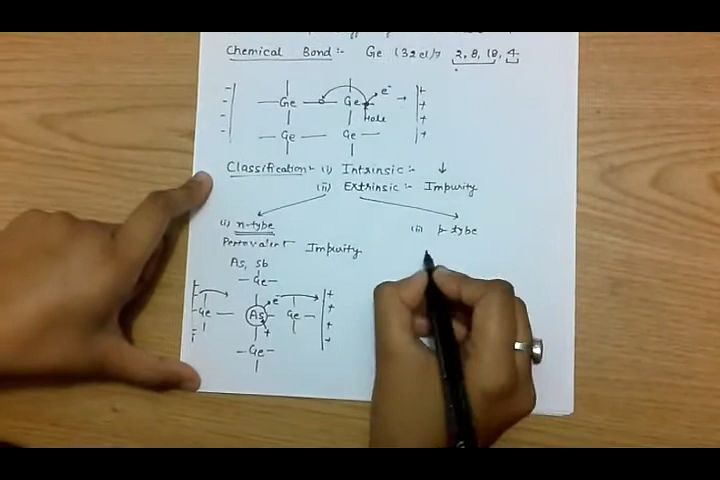 Chemical Bond :- Ge (32 el) 2, 8, 18, 4
e-
Ge Ge
Hole
Ge Ge
Classification:- (i) Intrinsic :- ↓
(ii) Extrinsic :- Impurity
(i) n-type (ii) p-type
Pentavalent Impurity
As, Sb
Ge
e-
Ge As Ge
+
Ge